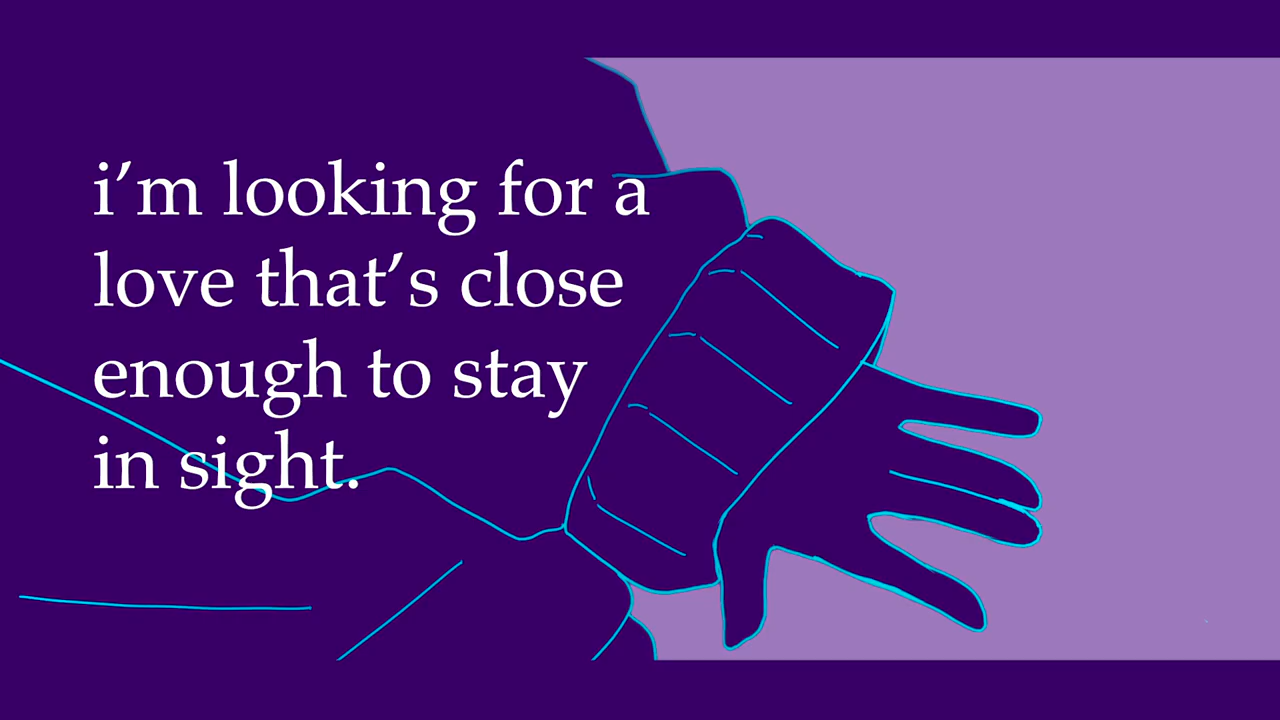 i’m looking for a
love that’s close
enough to stay
in sight.